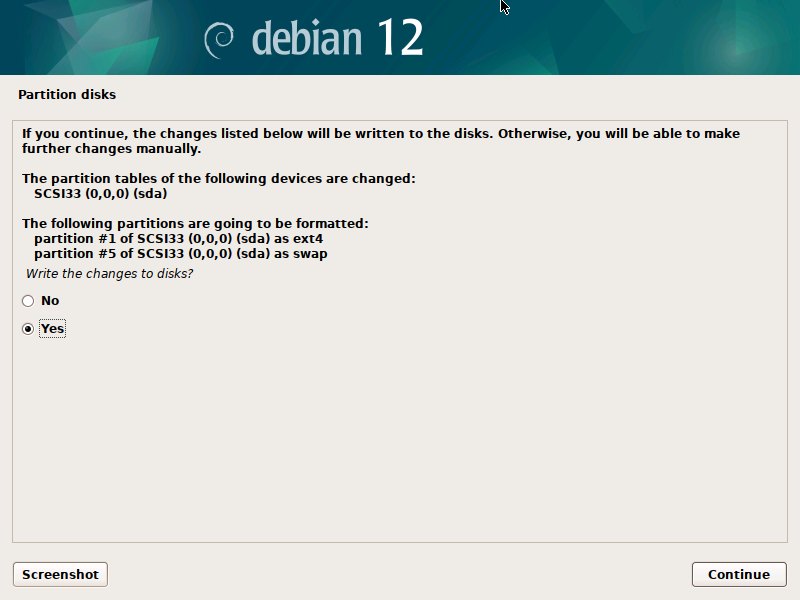 debian 12
Partition disks
If you continue, the changes listed below will be written to the disks. Otherwise, you will be able to make
further changes manually.
The partition tables of the following devices are changed:
SCSI33 (0,0,0) (sda)
The following partitions are going to be formatted:
partition #1 of SCSI33 (0,0,0) (sda) as ext4
partition #5 of SCSI33 (0,0,0) (sda) as swap
Write the changes to disks?
No
Yes
Screenshot
Continue